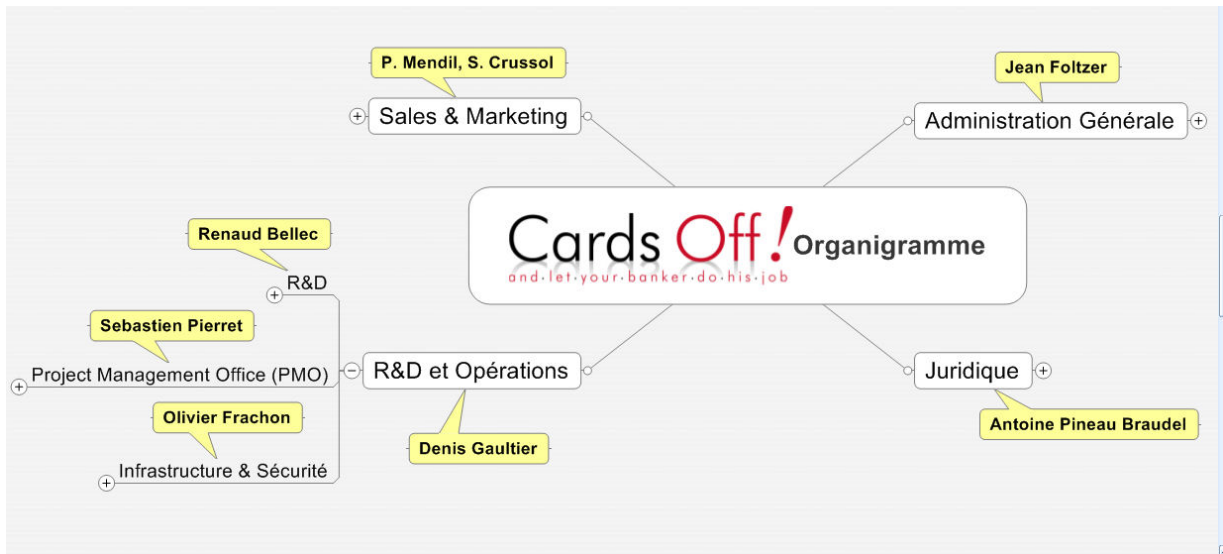 P. Mendil, S. Crussol
Sales & Marketing
Jean Foltzer
Administration Générale
Cards Off! Organigramme
and·let·your·banker·do·his·job
Renaud Bellec
R&D
Sebastien Pierret
Project Management Office (PMO)
Olivier Frachon
Infrastructure & Sécurité
R&D et Opérations
Denis Gaultier
Juridique
Antoine Pineau Braudel